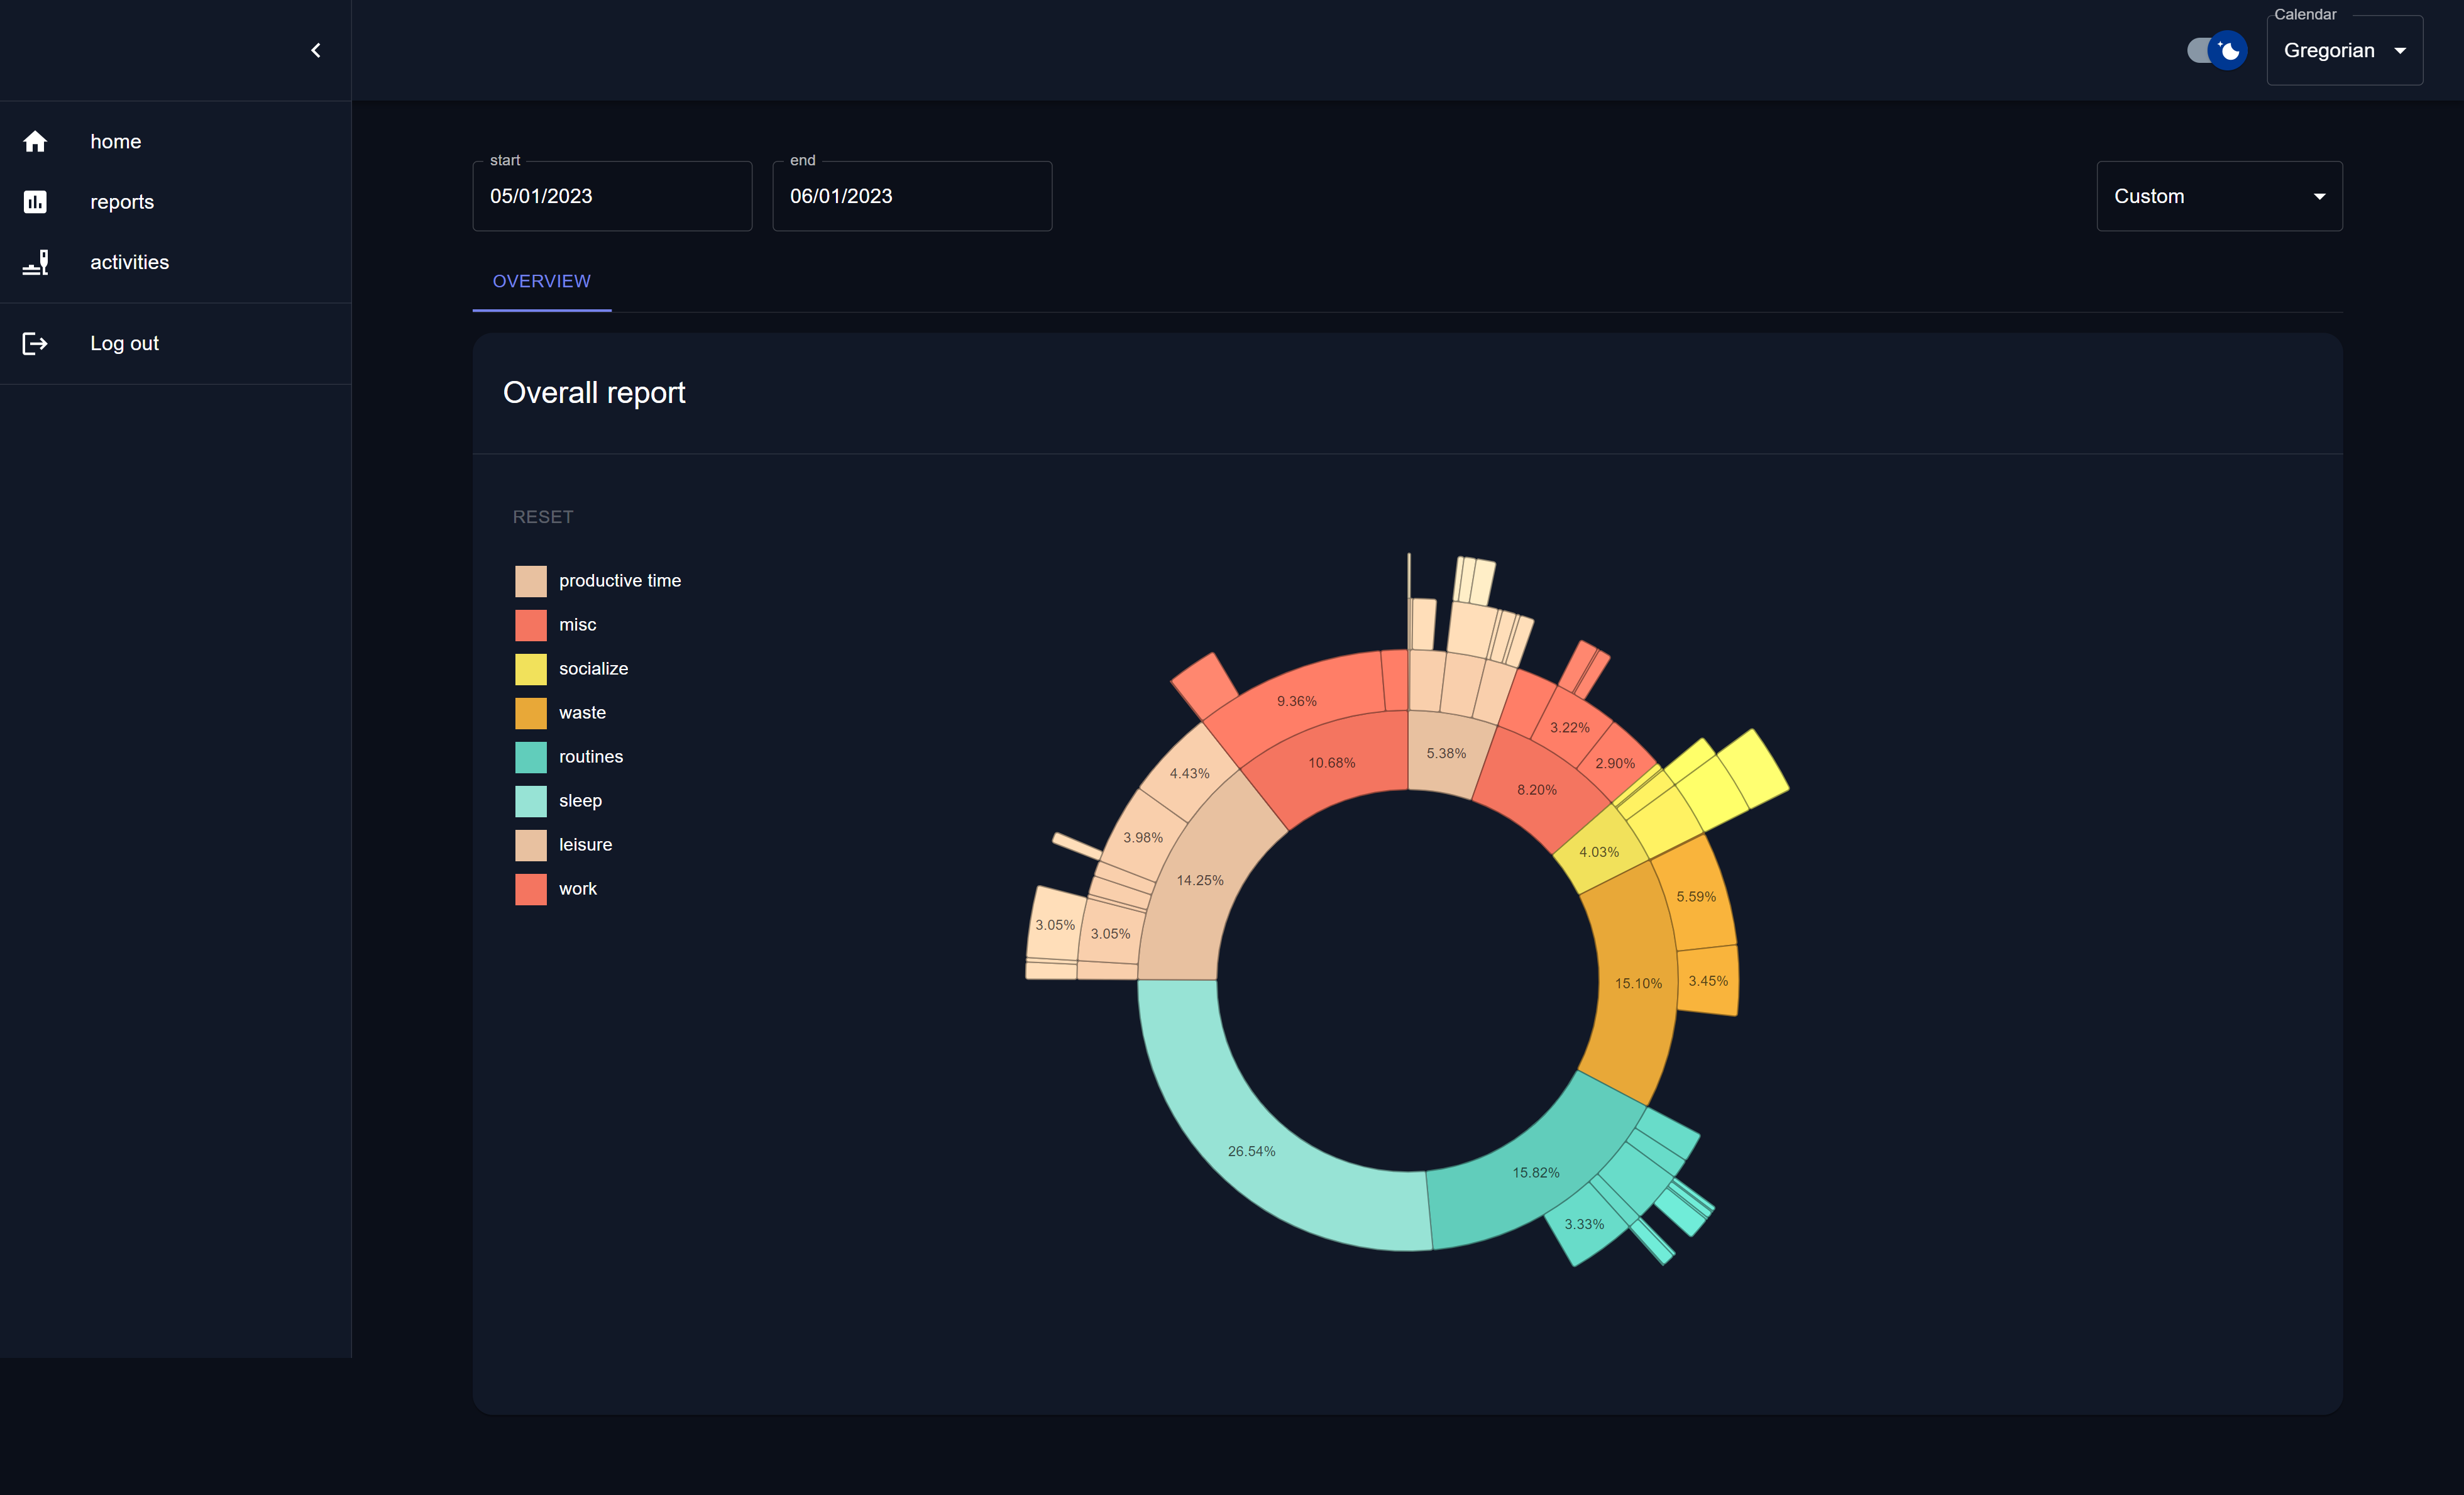 Calendar
Gregorian
home
reports
activities
Log out
start
05/01/2023
end
06/01/2023
Custom
OVERVIEW
Overall report
RESET
productive time
misc
socialize
waste
routines
sleep
leisure
work
9.36%
10.68%
5.38%
3.22%
2.90%
8.20%
4.43%
3.98%
14.25%
4.03%
5.59%
3.05%
3.05%
15.10%
3.45%
26.54%
15.82%
3.33%